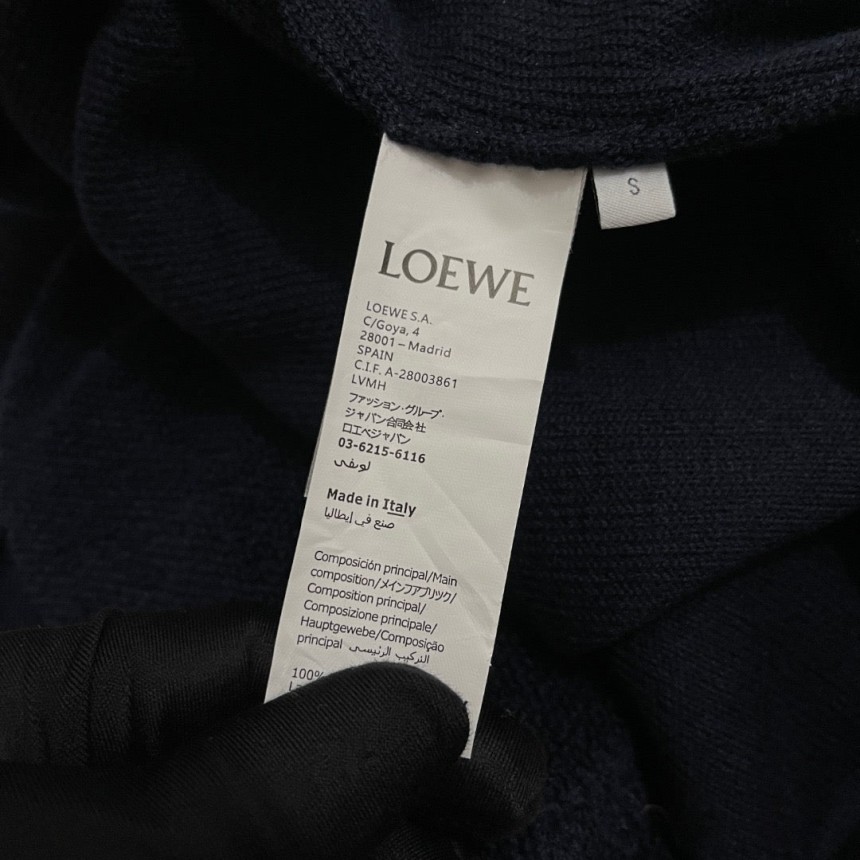 S
LOEWE
LOEWE S.A.
C/Goya, 4
28001 – Madrid
SPAIN
C.I.F. A-28003861
LVMH
ファッション・グループ・
ジャパン合同会社
ロエベジャパン
03-6215-6116
لويفي
Made in Italy
صنع في إيطاليا
Composición principal/Main
composition/メインファブリック/
Composition principal/
Composizione principale/
Hauptgewebe/Composição
principal التركيب الرئيسي
100%